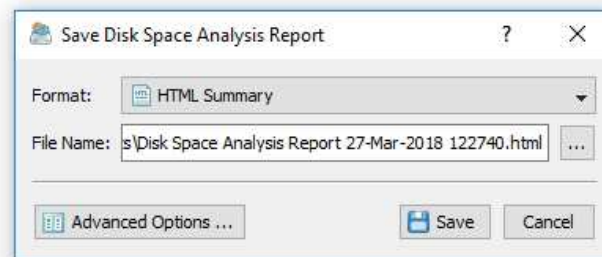 Save Disk Space Analysis Report ?
Format: HTML Summary
File Name: s\Disk Space Analysis Report 27-Mar-2018 122740.html ...
Advanced Options ... Save Cancel